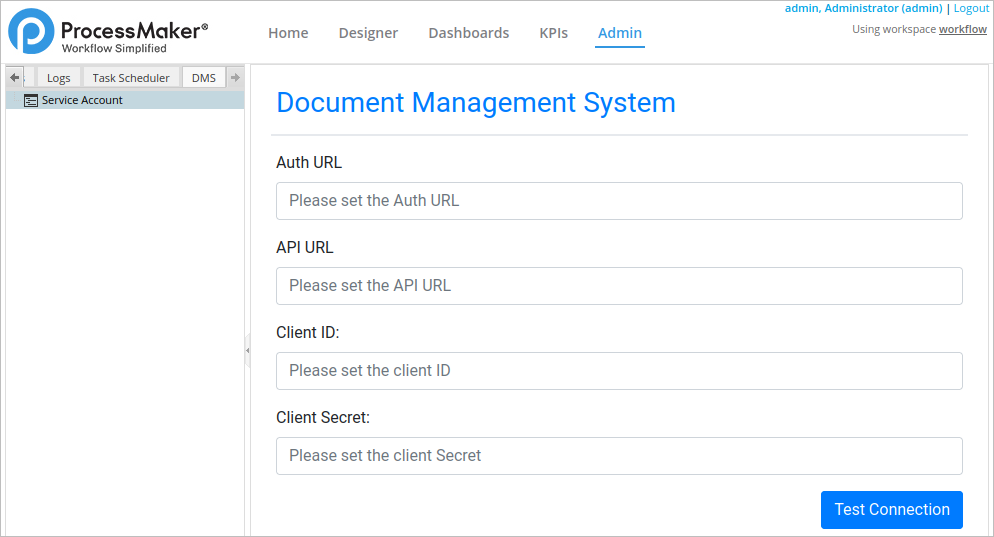 admin, Administrator (admin) | Logout
Using workspace workflow
ProcessMaker®
Workflow Simplified
Home Designer Dashboards KPIs Admin
Logs Task Scheduler DMS
Service Account
Document Management System
Auth URL
Please set the Auth URL
API URL
Please set the API URL
Client ID:
Please set the client ID
Client Secret:
Please set the client Secret
Test Connection